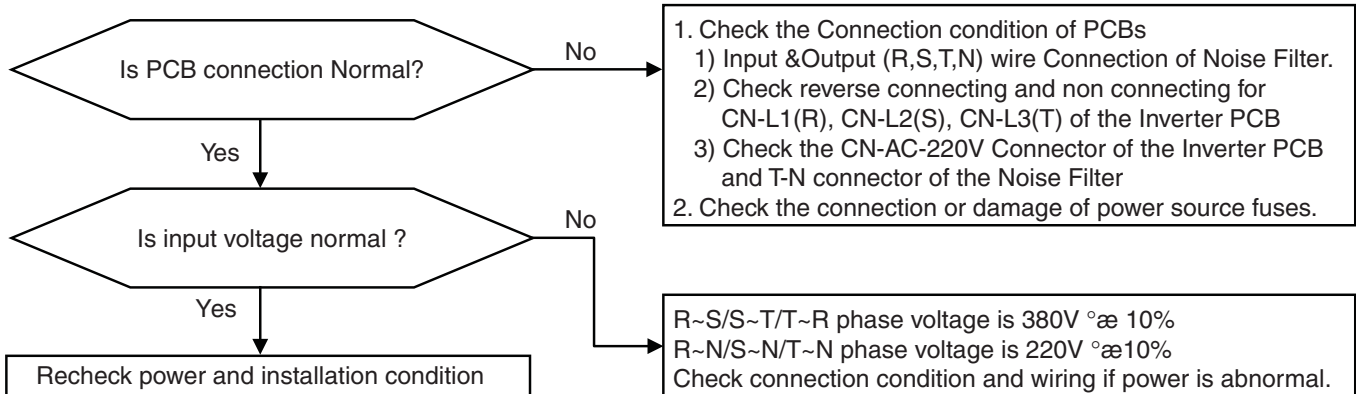 Is PCB connection Normal?
No
1. Check the Connection condition of PCBs
1) Input &Output (R,S,T,N) wire Connection of Noise Filter.
2) Check reverse connecting and non connecting for
CN-L1(R), CN-L2(S), CN-L3(T) of the Inverter PCB
3) Check the CN-AC-220V Connector of the Inverter PCB
and T-N connector of the Noise Filter
2. Check the connection or damage of power source fuses.
Yes
Is input voltage normal ?
No
R~S/S~T/T~R phase voltage is 380V °æ 10%
R~N/S~N/T~N phase voltage is 220V °æ10%
Check connection condition and wiring if power is abnormal.
Yes
Recheck power and installation condition